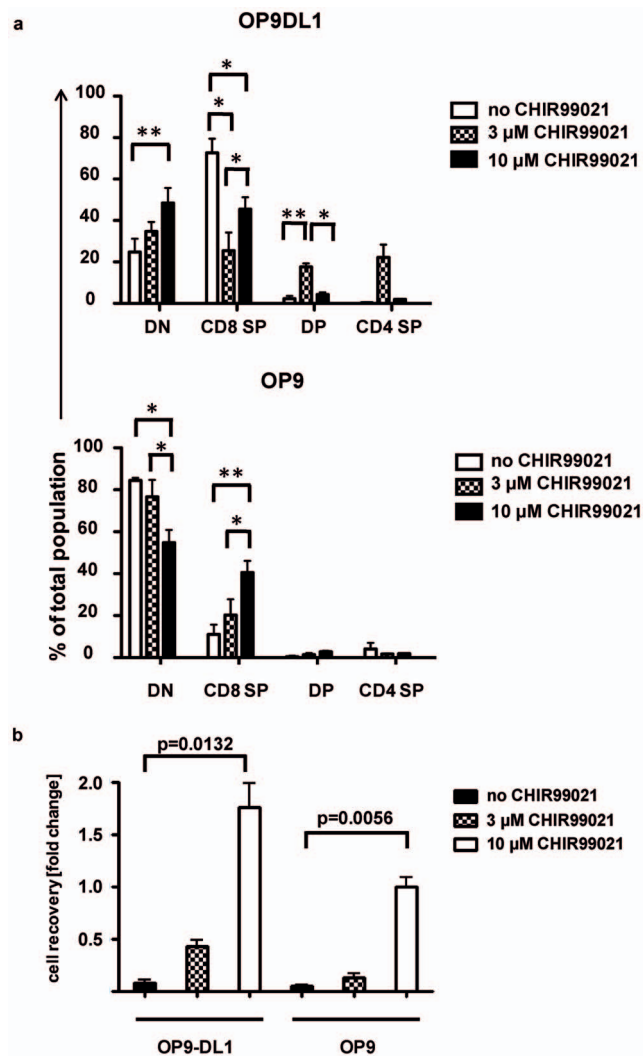 a
OP9DL1
**
*
*
*
**
*
100
80
60
40
20
0
DN CD8 SP DP CD4 SP
no CHIR99021
3 µM CHIR99021
10 µM CHIR99021
OP9
*
*
**
*
% of total population
100
80
60
40
20
0
DN CD8 SP DP CD4 SP
no CHIR99021
3 µM CHIR99021
10 µM CHIR99021
b
p=0.0132
p=0.0056
cell recovery [fold change]
2.0
1.5
1.0
0.5
OP9-DL1 OP9
no CHIR99021
3 µM CHIR99021
10 µM CHIR99021